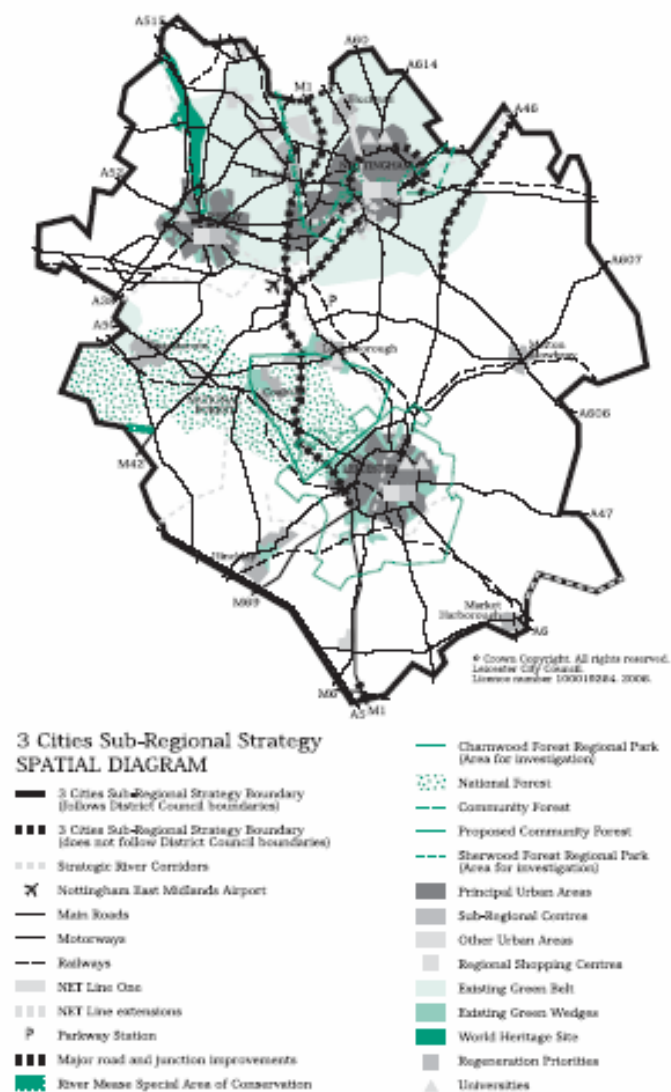 A515
A60
A614
M1
A46
NOTTINGHAM
A52
A607
A38
A50
Melton
Mowbray
A606
M42
A47
M69
Market
Harborough
A6
© Crown Copyright. All rights reserved.
Leicester City Council.
M6
A5 M1
3 Cities Sub-Regional Strategy
SPATIAL DIAGRAM
3 Cities Sub-Regional Strategy Boundary
(follows District Council boundaries)
3 Cities Sub-Regional Strategy Boundary
(does not follow District Council boundaries)
Strategic River Corridors
Nottingham East Midlands Airport
Main Roads
Motorways
Railways
NET Line One
NET Line extensions
P Parkway Station
Major road and junction improvements
River Mease Special Area of Conservation
Charnwood Forest Regional Park
(Area for investigation)
National Forest
Community Forest
Proposed Community Forest
Sherwood Forest Regional Park
(Area for investigation)
Principal Urban Areas
Sub-Regional Centres
Other Urban Areas
Regional Shopping Centres
Existing Green Belt
Existing Green Wedges
World Heritage Site
Regeneration Priorities
Universities